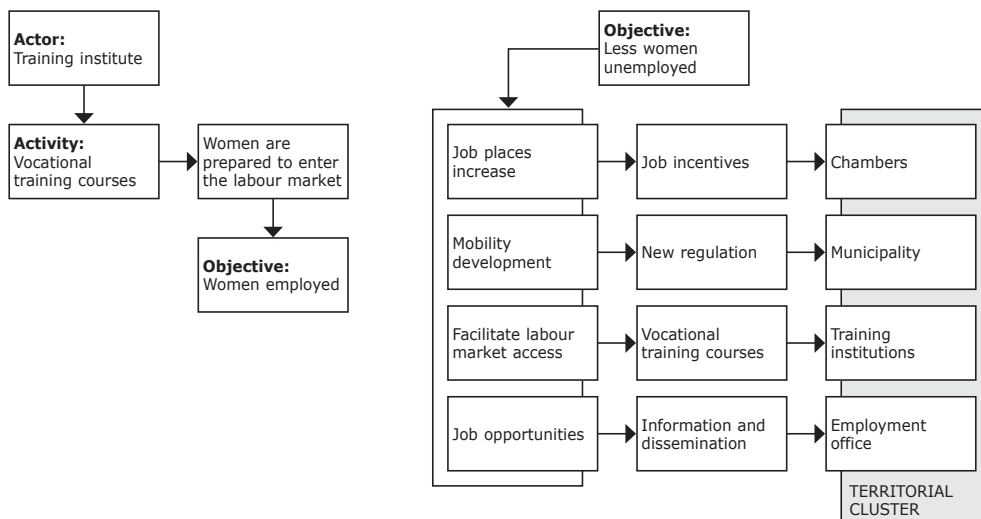 Actor:
Training institute
Activity:
Vocational
training courses
Women are
prepared to enter
the labour market
Objective:
Women employed
Objective:
Less women
unemployed
Job places
increase
Job incentives
Chambers
Mobility
development
New regulation
Municipality
Facilitate labour
market access
Vocational
training courses
Training
institutions
Job opportunities
Information and
dissemination
Employment
office
TERRITORIAL
CLUSTER